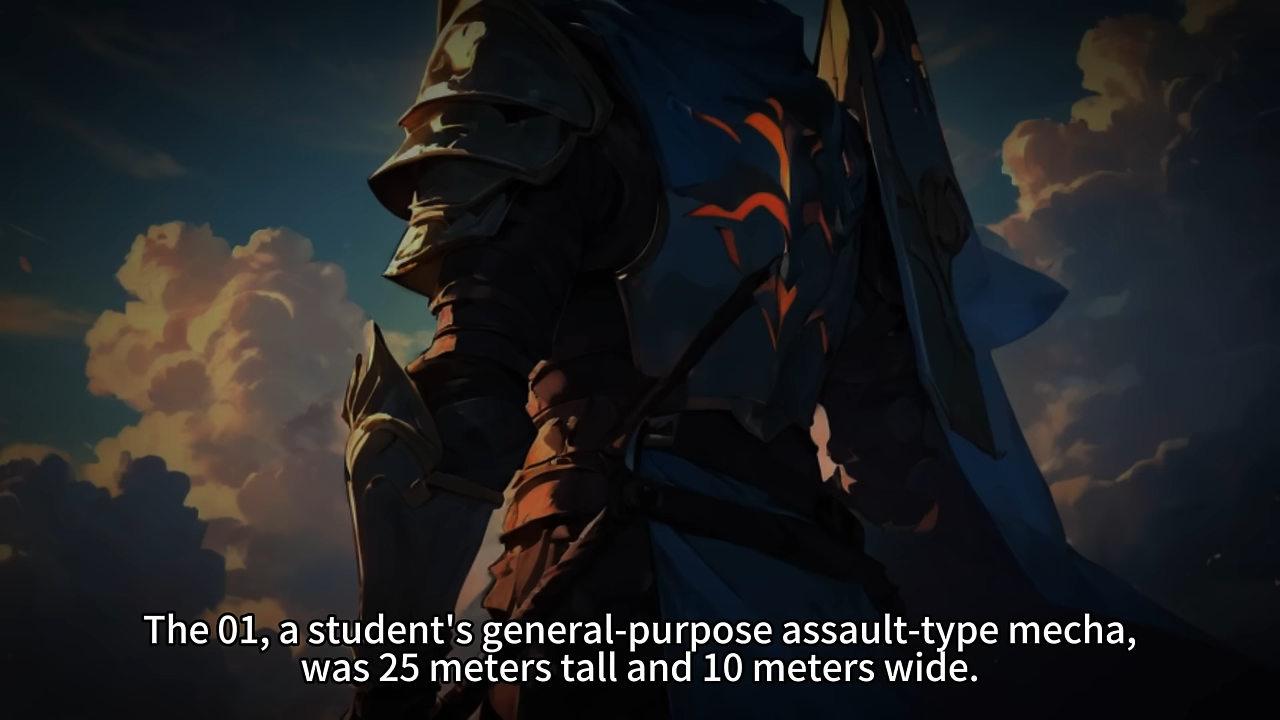 The 01, a student's general-purpose assault-type mecha,
was 25 meters tall and 10 meters wide.